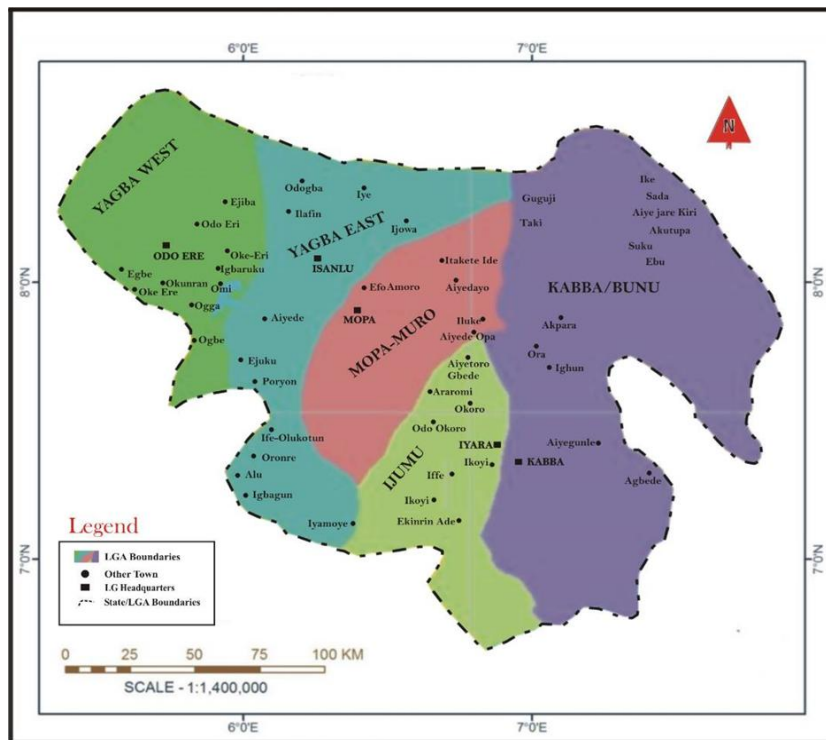 6°0'E 7°0'E
YAGBA WEST
Ejiba
Odo Eri
ODO ERE
Oke-Eri
Igbaruku
Egbe
Okunran
Omi
Oke Ere
Ogga
Ogbe
YAGBA EAST
Odogba
Iye
Ilafin
Ijowa
ISANLU
Aiyede
Ejuku
Poryon
Ife-Olukotun
Oronre
Alu
Igbagun
Iyamoye
MOPA-MURO
Itakete Ide
Efo Amoro
Aiyedayo
MOPA
Iluke
Aiyede Opa
IJUMU
Aiyetoro
Gbede
Araromi
Okoro
Odo Okoro
IYARA
Ikoyi
Iffe
Ikoyi
Ekinrin Ade
KABBA/BUNU
Guguji
Taki
Ike
Sada
Aiye jare Kiri
Akutupa
Suku
Ebu
Akpara
Ora
Ighun
Aiyegunle
KABBA
Agbede
N
8°0'N 8°0'N
7°0'N 7°0'N
Legend
LGA Boundaries
Other Town
LG Headquarters
State/LGA Boundaries
0 25 50 75 100 KM
SCALE - 1:1,400,000
6°0'E 7°0'E